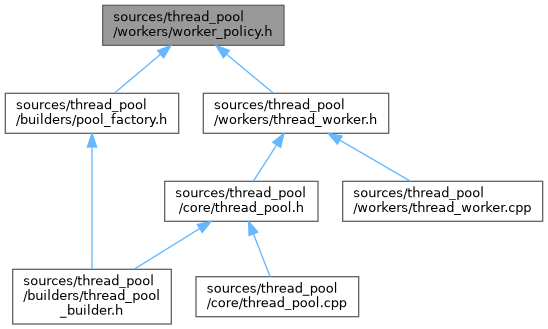 sources/thread_pool
/workers/worker_policy.h
sources/thread_pool
/builders/pool_factory.h
sources/thread_pool
/workers/thread_worker.h
sources/thread_pool
/core/thread_pool.h
sources/thread_pool
/workers/thread_worker.cpp
sources/thread_pool
/builders/thread_pool
_builder.h
sources/thread_pool
/core/thread_pool.cpp